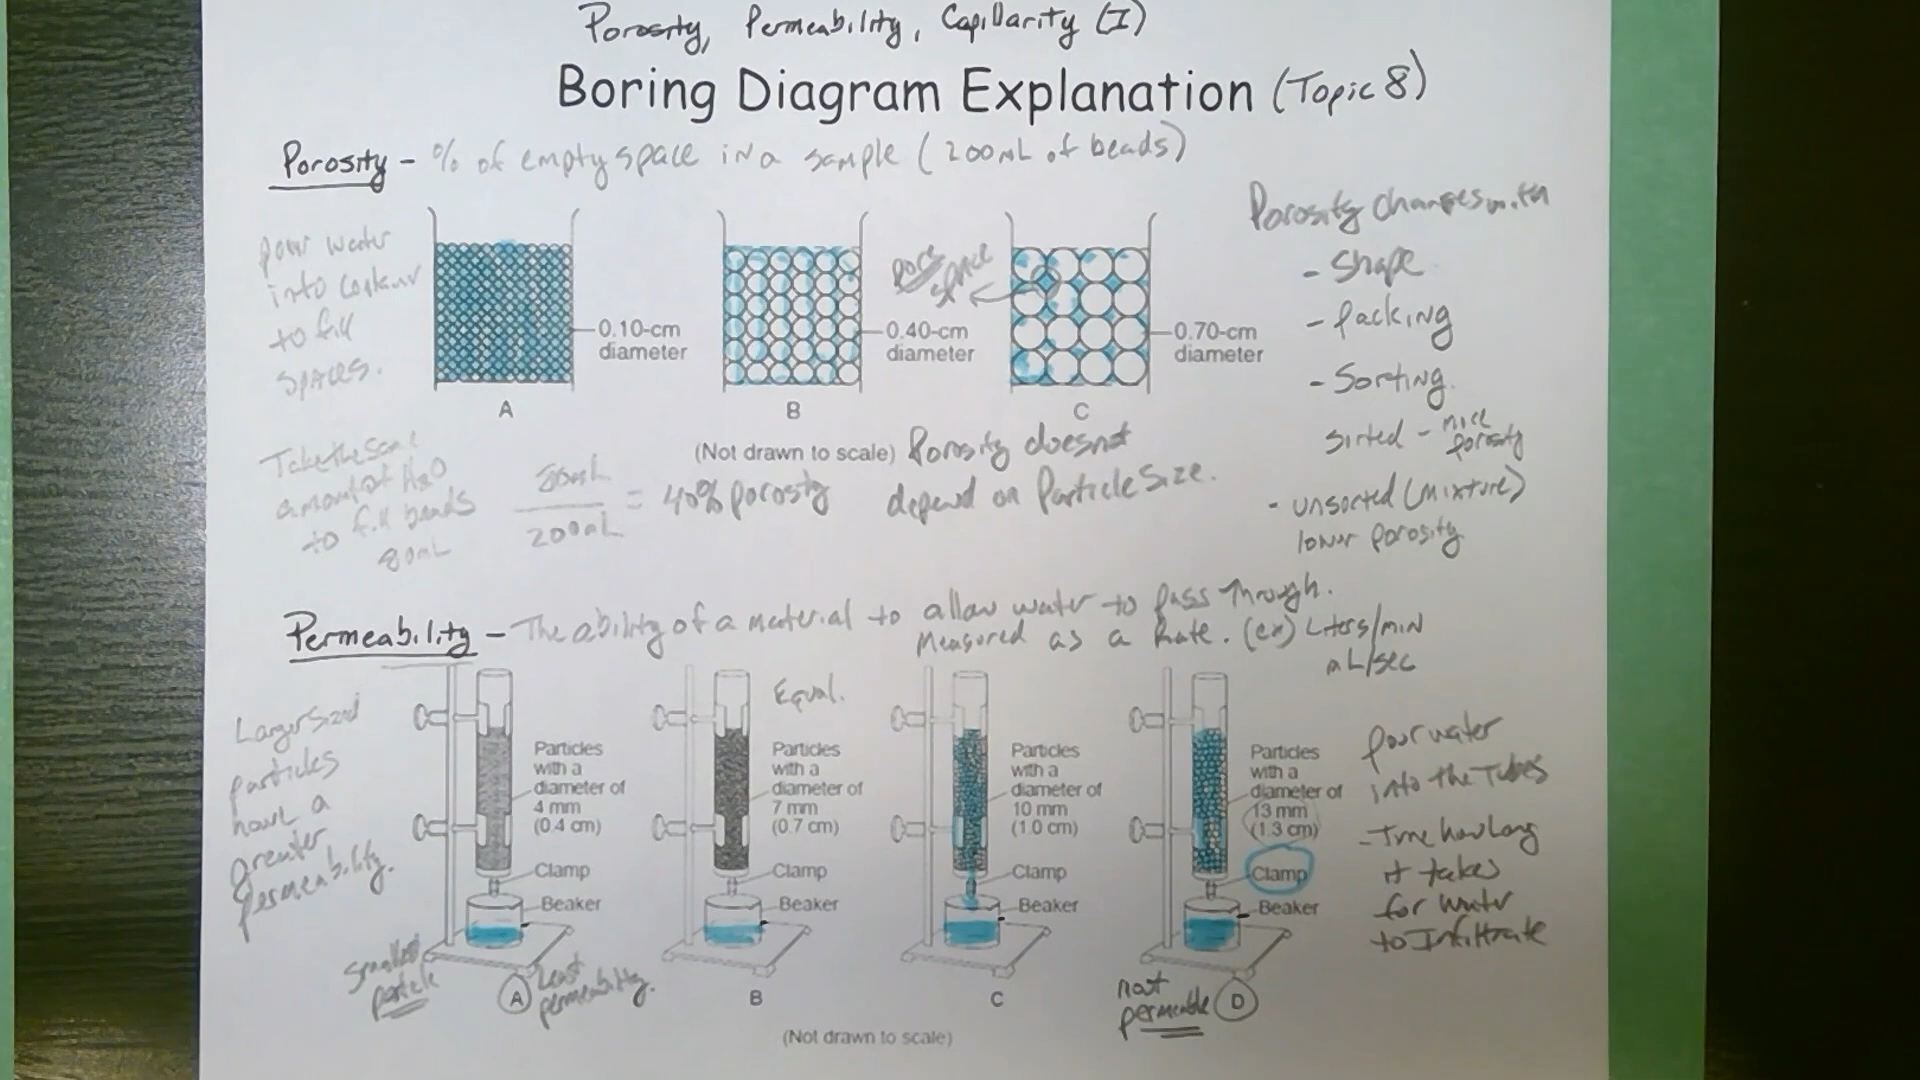 Porosity, Permeability, Capillarity (I)
Boring Diagram Explanation (Topic 8)
Porosity - % of empty space in a sample (200mL of beads)
pour water
into container
to fill
spaces.
0.10-cm
diameter
A
0.40-cm
diameter
B
Pore
space
0.70-cm
diameter
C
(Not drawn to scale)
Porosity changes with
- Shape
- Packing
- Sorting.
sorted - nice
porosity
- unsorted (mixture)
lower porosity
Take the same
amount of H2O
to fill beads
80mL
80mL
200mL
= 40% porosity
Porosity doesnot
depend on Particle Size.
Permeability - The ability of a material to allow water to pass through.
Measured as a Rate. (ex) Liters/min
mL/sec
Larger sized
particles
have a
greater
permeability.
Particles
with a
diameter of
4 mm
(0.4 cm)
Clamp
Beaker
Smallest
particle
A
Least
permeability.
Equal.
Particles
with a
diameter of
7 mm
(0.7 cm)
Clamp
Beaker
B
Particles
with a
diameter of
10 mm
(1.0 cm)
Clamp
Beaker
C
Particles
with a
diameter of
13 mm
(1.3 cm)
Clamp
Beaker
permeable
D
pour water
into the Tubes
- Time how long
it takes
for water
to Infiltrate
(Not drawn to scale)